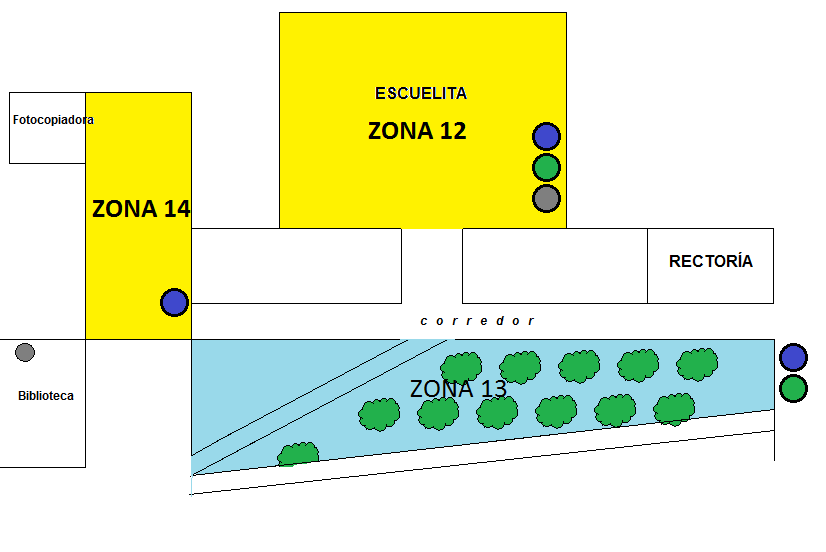 ESCUELITA
ZONA 12
Fotocopiadora
ZONA 14
RECTORÍA
c o r r e d o r
ZONA 13
Biblioteca